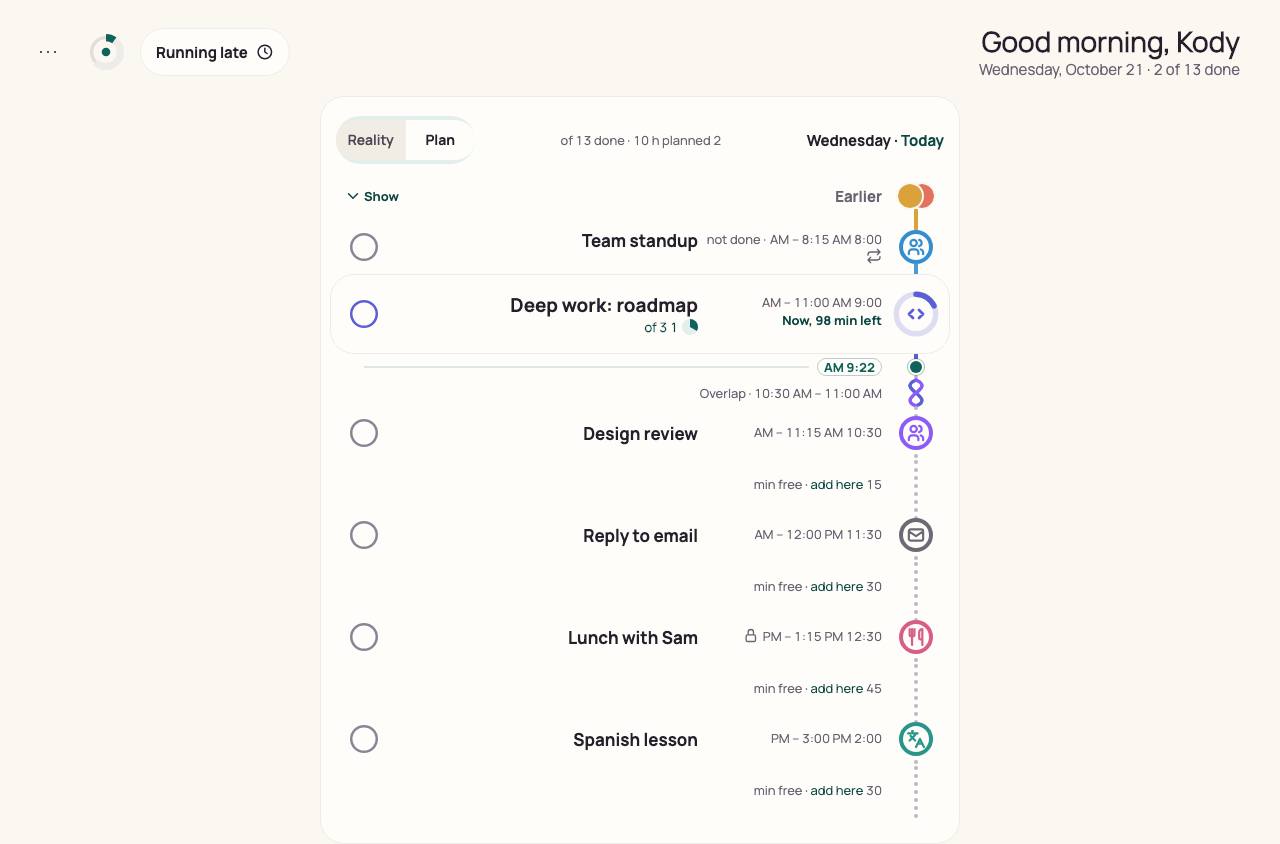 Running late
Good morning, Kody
Wednesday, October 21 · 2 of 13 done
Reality
Plan
of 13 done · 10 h planned 2
Wednesday · Today
Show
Earlier
Team standup
not done · AM – 8:15 AM 8:00
Deep work: roadmap
AM – 11:00 AM 9:00
of 3 1
Now, 98 min left
AM 9:22
Overlap · 10:30 AM – 11:00 AM
Design review
AM – 11:15 AM 10:30
min free · add here 15
Reply to email
AM – 12:00 PM 11:30
min free · add here 30
Lunch with Sam
PM – 1:15 PM 12:30
min free · add here 45
Spanish lesson
PM – 3:00 PM 2:00
min free · add here 30